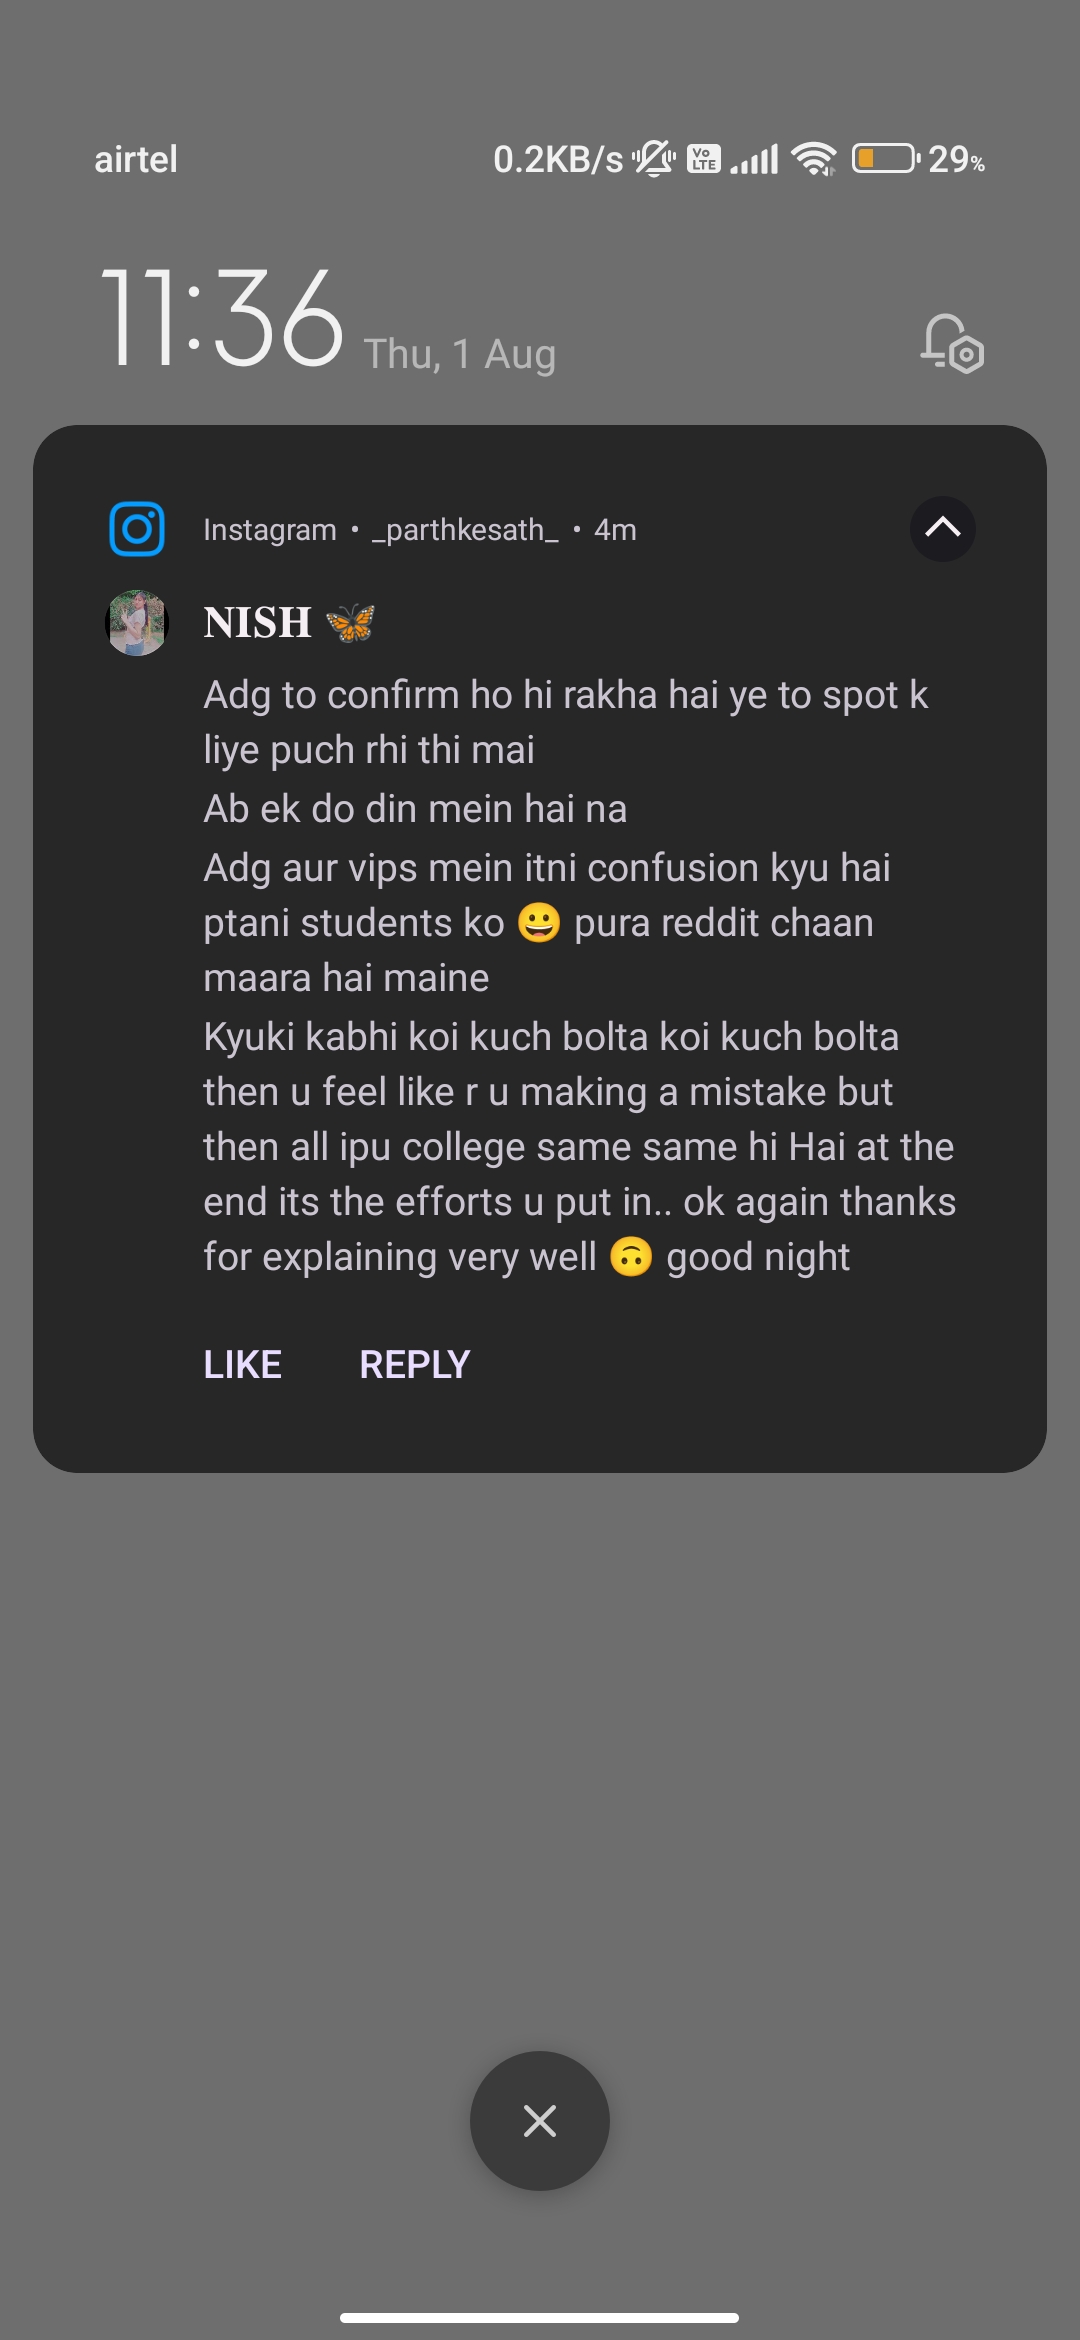 airtel 0.2KB/s Vo LTE 29%
11:36 Thu, 1 Aug
Instagram • _parthkesath_ • 4m
𝐍𝐈𝐒𝐇 🦋
Adg to confirm ho hi rakha hai ye to spot k
liye puch rhi thi mai
Ab ek do din mein hai na
Adg aur vips mein itni confusion kyu hai
ptani students ko 😀 pura reddit chaan
maara hai maine
Kyuki kabhi koi kuch bolta koi kuch bolta
then u feel like r u making a mistake but
then all ipu college same same hi Hai at the
end its the efforts u put in.. ok again thanks
for explaining very well 🙃 good night
LIKE REPLY